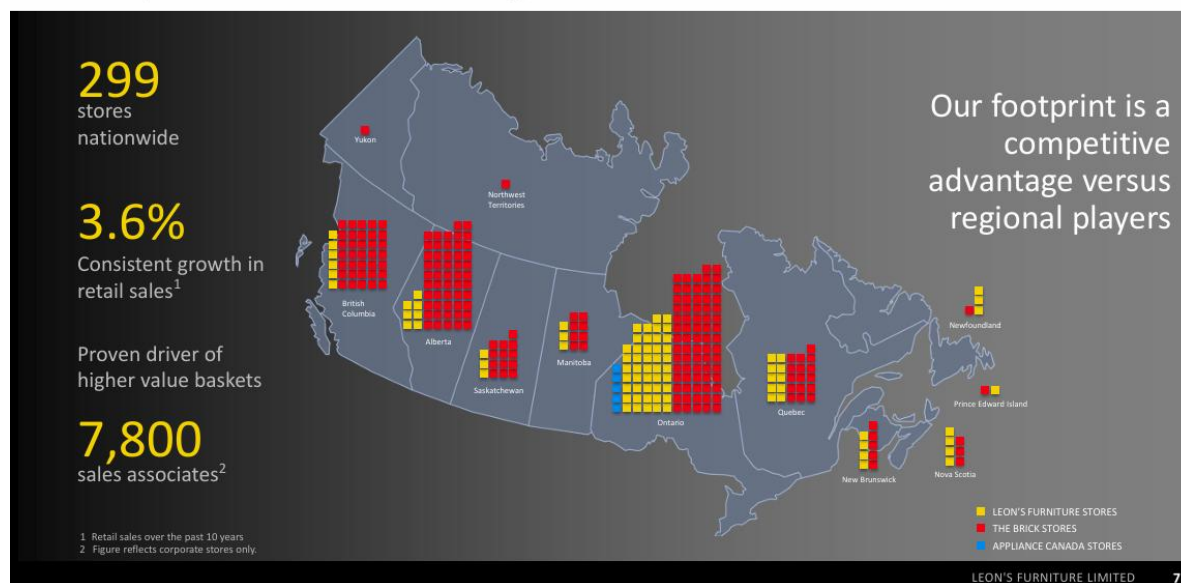 299
stores
nationwide
3.6%
Consistent growth in
retail sales1
Proven driver of
higher value baskets
7,800
sales associates2
1 Retail sales over the past 10 years
2 Figure reflects corporate stores only.
Our footprint is a
competitive
advantage versus
regional players
Yukon
Northwest
Territories
British
Columbia
Alberta
Saskatchewan
Manitoba
Ontario
Quebec
Newfoundland
Prince Edward Island
New Brunswick
Nova Scotia
LEON'S FURNITURE STORES
THE BRICK STORES
APPLIANCE CANADA STORES
LEON'S FURNITURE LIMITED 7